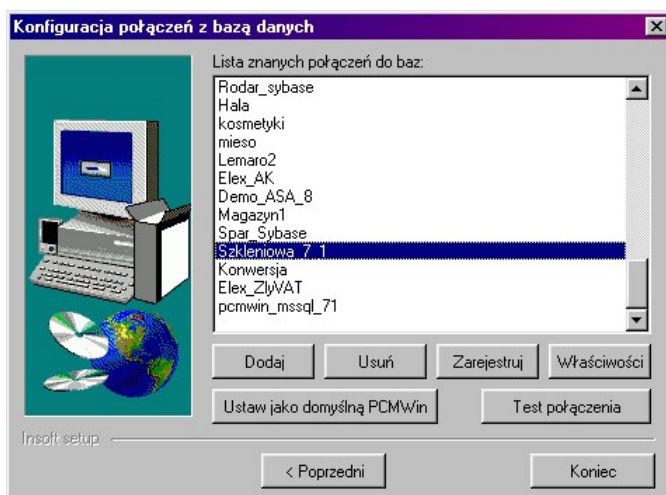 Konfiguracja połączeń z bazą danych
Lista znanych połączeń do baz:
Rodar_sybase
Hala
kosmetyki
mieso
Lemaro2
Elex_AK
Demo_ASA_8
Magazyn1
Spar_Sybase
Szkleniowa_7_1
Konwersja
Elex_ZlyVAT
pcmwin_mssql_71
Dodaj Usuń Zarejestruj Właściwości
Ustaw jako domyślną PCMWin Test połączenia
Insoft setup
< Poprzedni Koniec